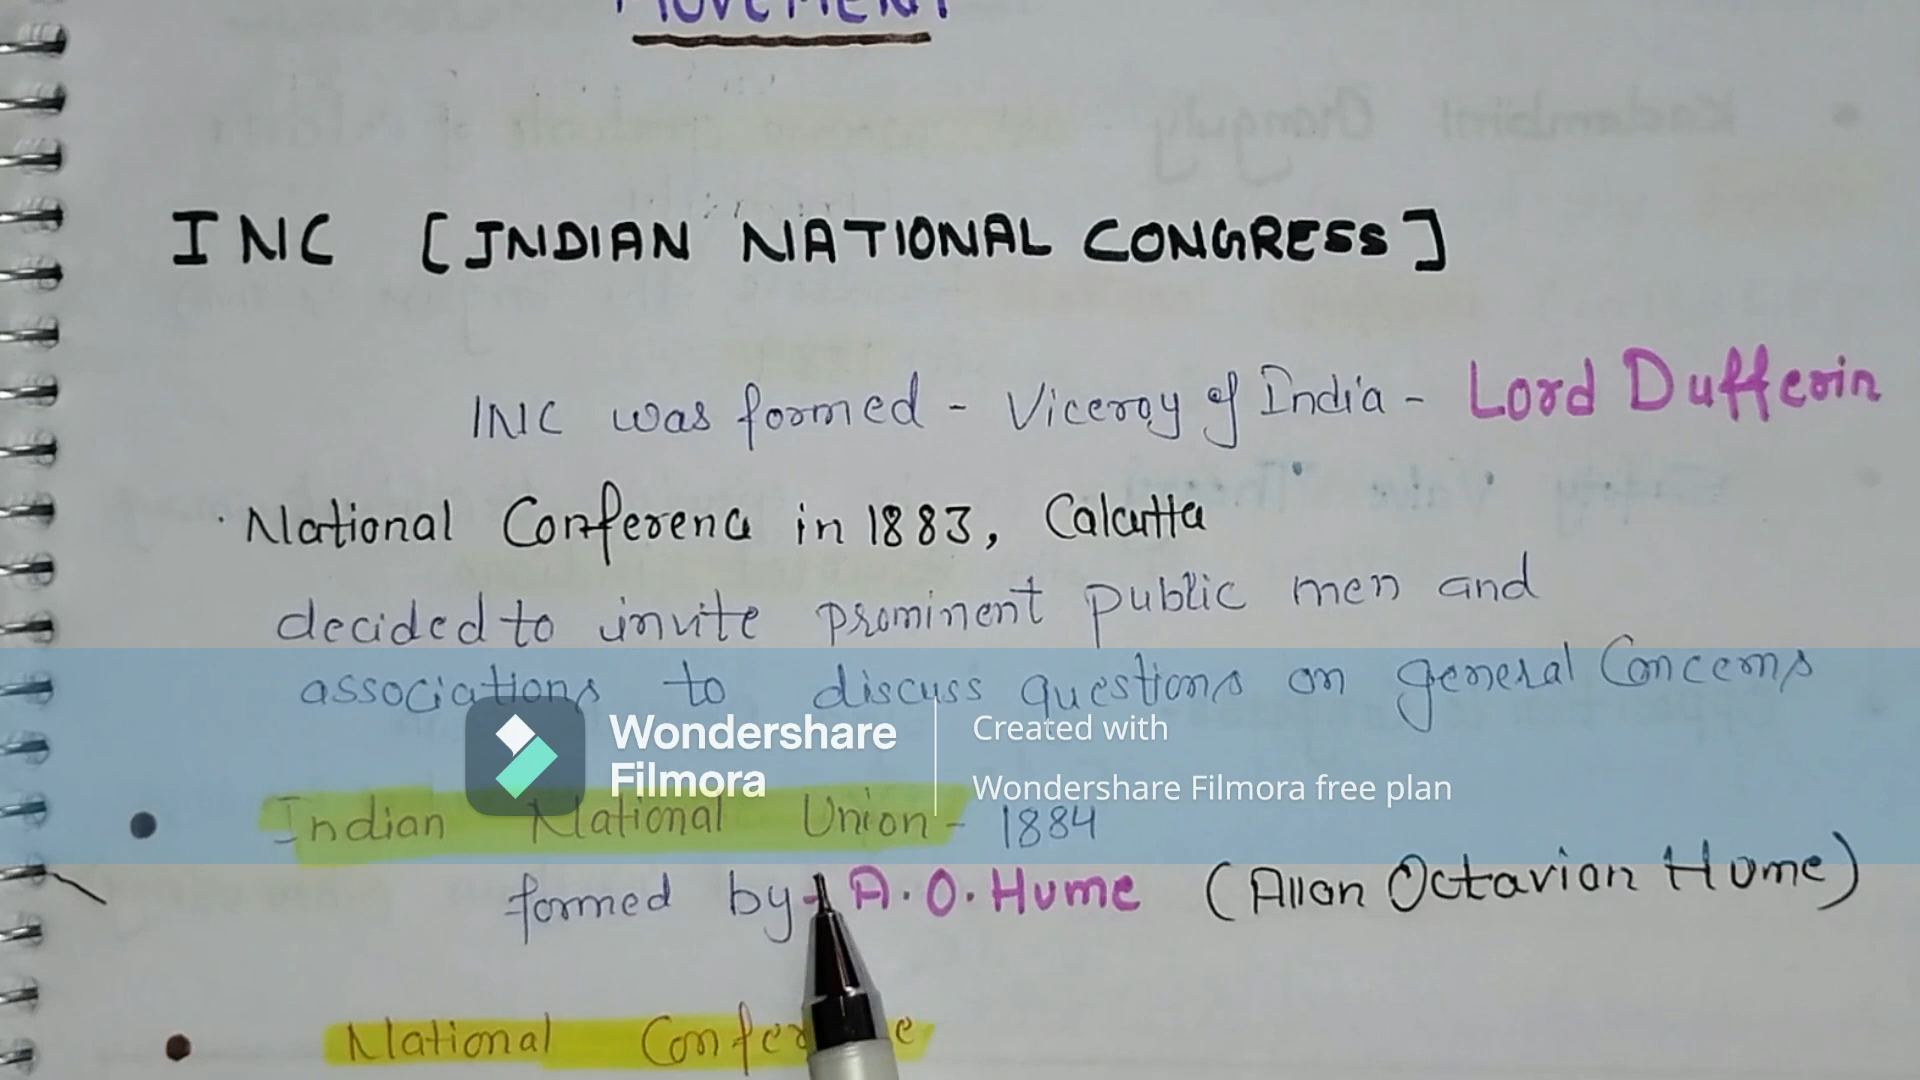 MOVEMENT
INC [INDIAN NATIONAL CONGRESS]
INC was formed - Viceroy of India - Lord Dufferin
· National Conferenc in 1883, Calcutta
decided to invite prominent public men and
associations to discuss questions on general Concerns
Wondershare Filmora
Created with
Wondershare Filmora free plan
• Indian National Union - 1884
formed by - A.O. Hume (Allan Octavian Hume)
• National